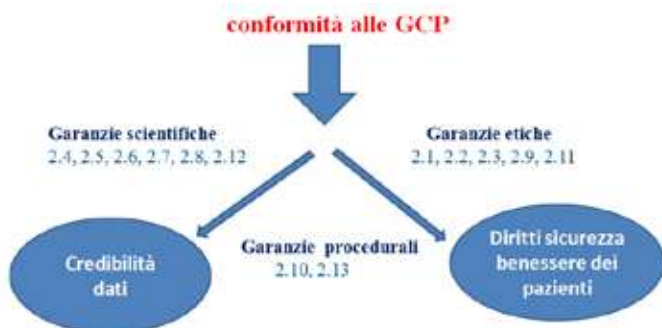 conformità alle GCP
Garanzie scientifiche
2.4, 2.5, 2.6, 2.7, 2.8, 2.12
Garanzie etiche
2.1, 2.2, 2.3, 2.9, 2.11
Garanzie procedurali
2.10, 2.13
Credibilità
dati
Diritti sicurezza
benessere dei
pazienti